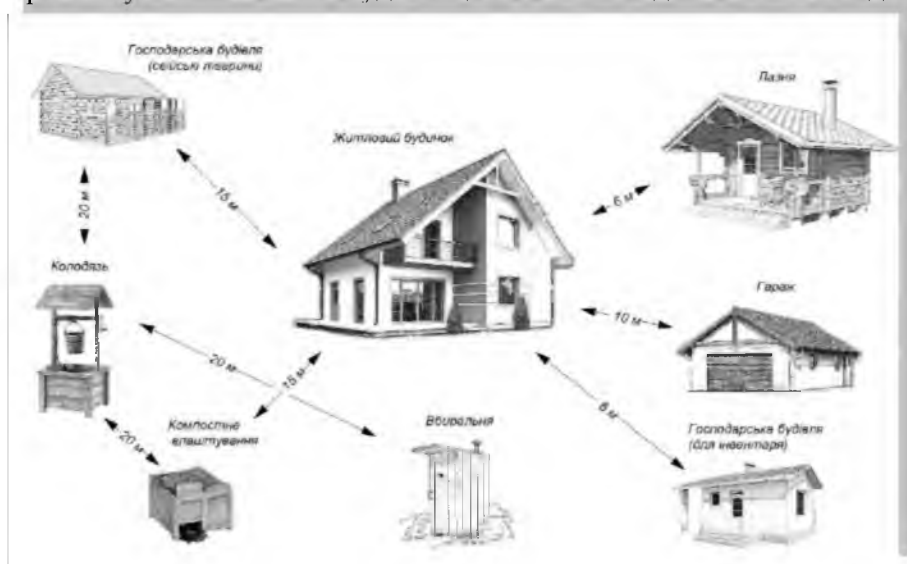 Господарська будівля
(свійські тварини)
Лазня
Житловий будинок
15 м
6 м
20 м
Колодязь
Гараж
10 м
20 м
15 м
6 м
Компостне
влаштування
Вбиральня
Господарська будівля
(для інвентаря)
20 м